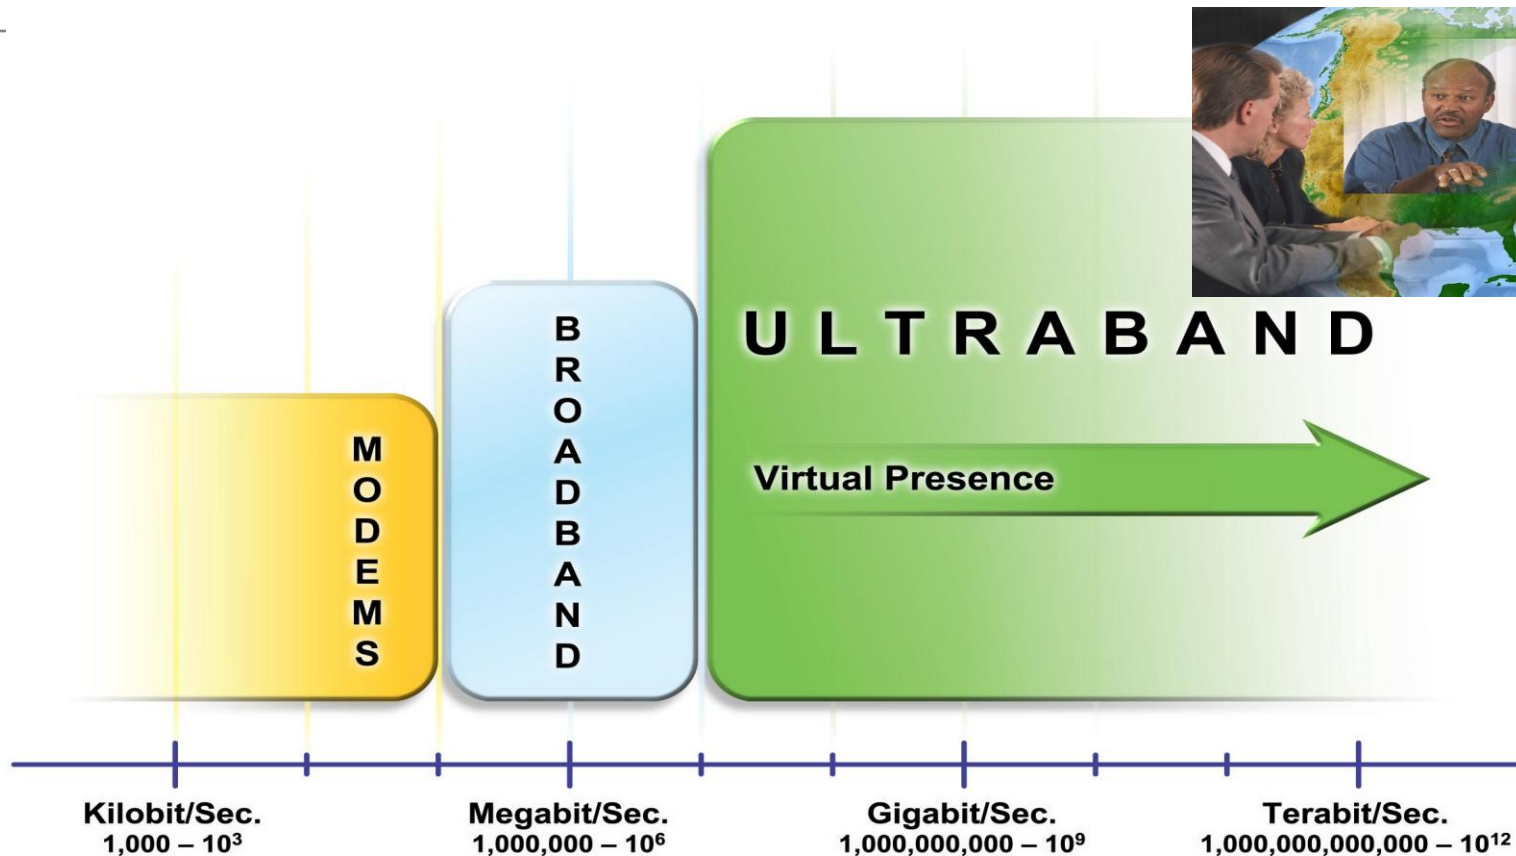 MODEMS
BROADBAND
U L T R A B A N D
Virtual Presence
Kilobit/Sec.
1,000 – 10³
Megabit/Sec.
1,000,000 – 10⁶
Gigabit/Sec.
1,000,000,000 – 10⁹
Terabit/Sec.
1,000,000,000,000 – 10¹²